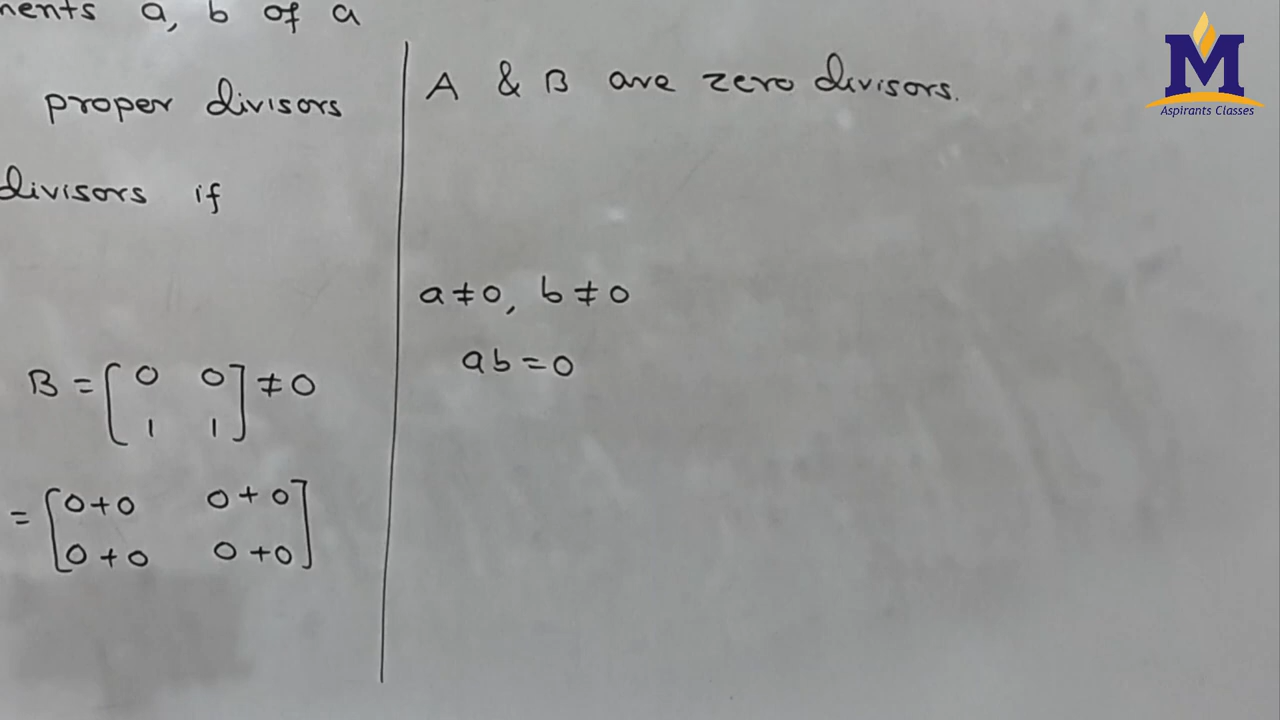 ments a, b of a
proper divisors
divisors if
B = [0 0
1 1] ≠ 0
= [0+0 0+0
0+0 0+0]
A & B are zero divisors.
a ≠ 0, b ≠ 0
ab = 0
M
Aspirants Classes